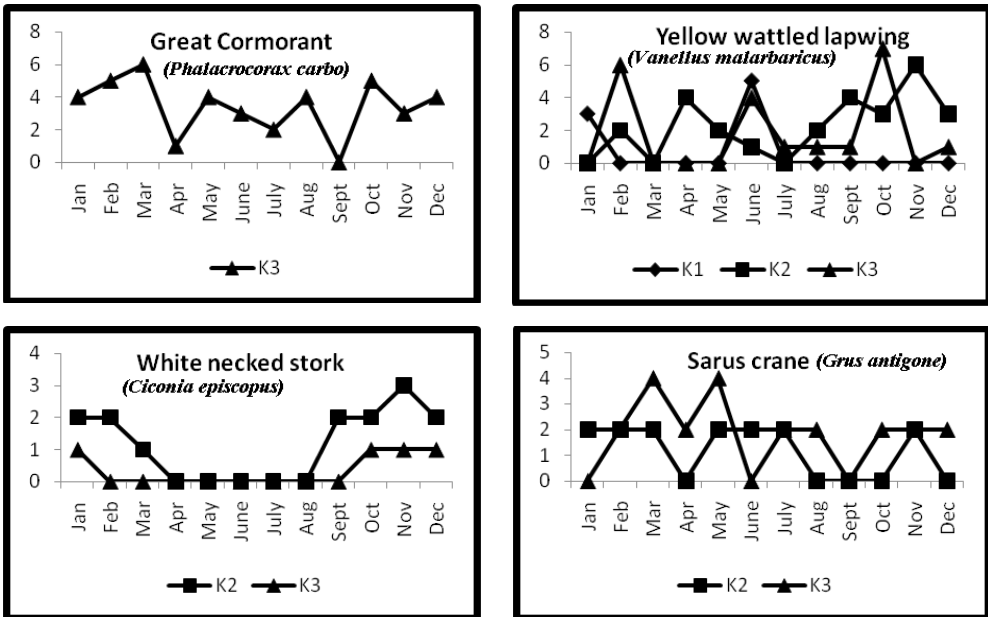 Great Cormorant
(Phalacrocorax carbo)
8
6
4
2
0
Jan Feb Mar Apr May June July Aug Sept Oct Nov Dec
K3
Yellow wattled lapwing
(Vanellus malarbaricus)
8
6
4
2
0
Jan Feb Mar Apr May June July Aug Sept Oct Nov Dec
K1 K2 K3
White necked stork
(Ciconia episcopus)
4
3
2
1
0
Jan Feb Mar Apr May June July Aug Sept Oct Nov Dec
K2 K3
Sarus crane (Grus antigone)
5
4
3
2
1
0
Jan Feb Mar Apr May June July Aug Sept Oct Nov Dec
K2 K3